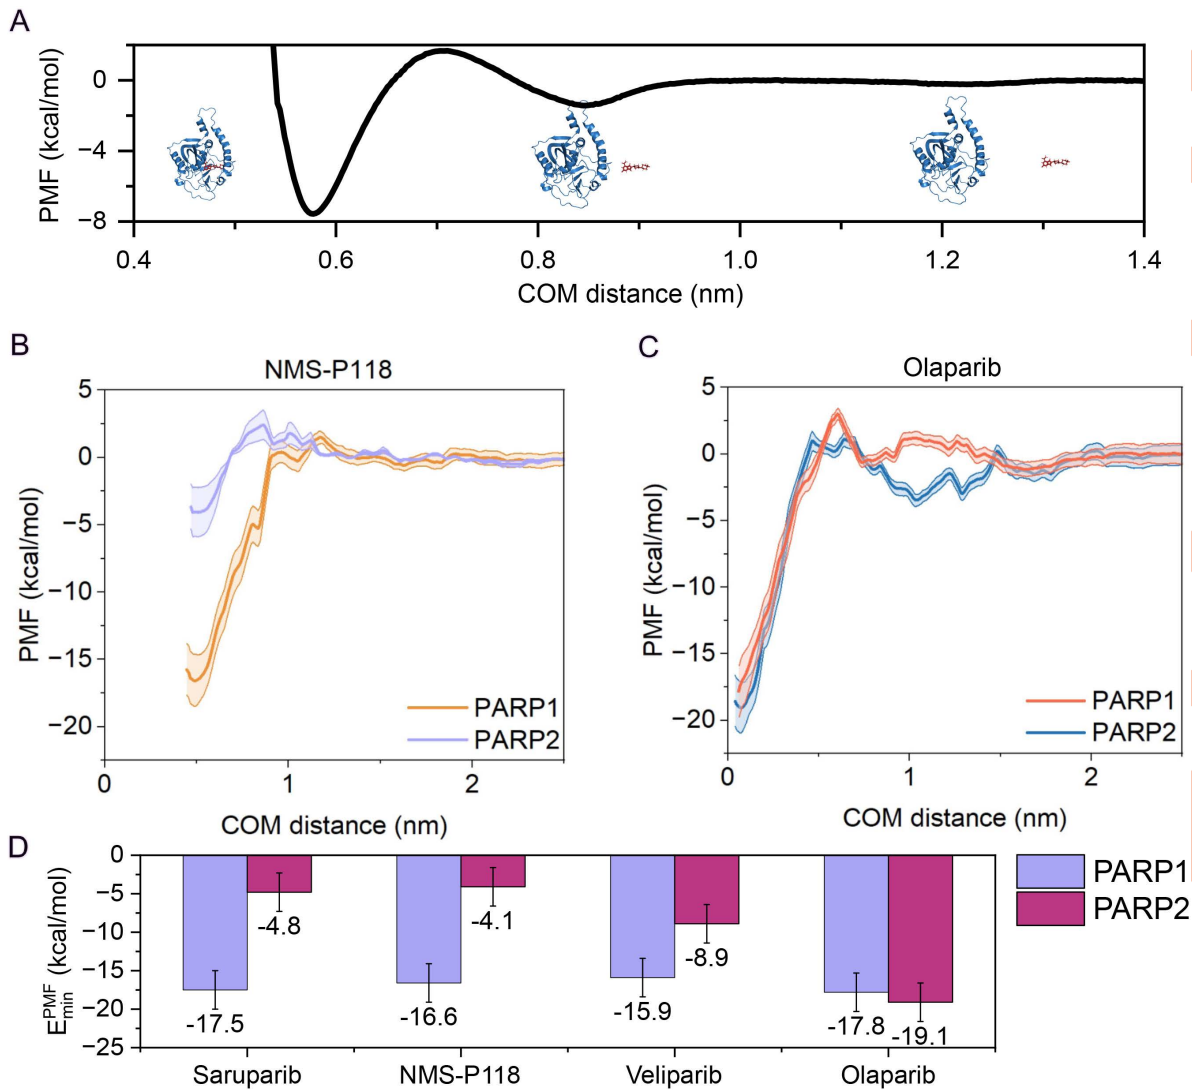 A
PMF (kcal/mol)
0
−4
−8
0.4
0.6
0.8
1.0
1.2
1.4
COM distance (nm)
B
NMS-P118
PMF (kcal/mol)
5
0
−5
−10
−15
−20
PARP1
PARP2
0
1
2
COM distance (nm)
C
Olaparib
PMF (kcal/mol)
5
0
−5
−10
−15
−20
PARP1
PARP2
0
1
2
COM distance (nm)
D
E^PMF_min (kcal/mol)
0
−5
−10
−15
−20
−25
-17.5
-4.8
-16.6
-4.1
-15.9
-8.9
-17.8
-19.1
Saruparib
NMS-P118
Veliparib
Olaparib
PARP1
PARP2